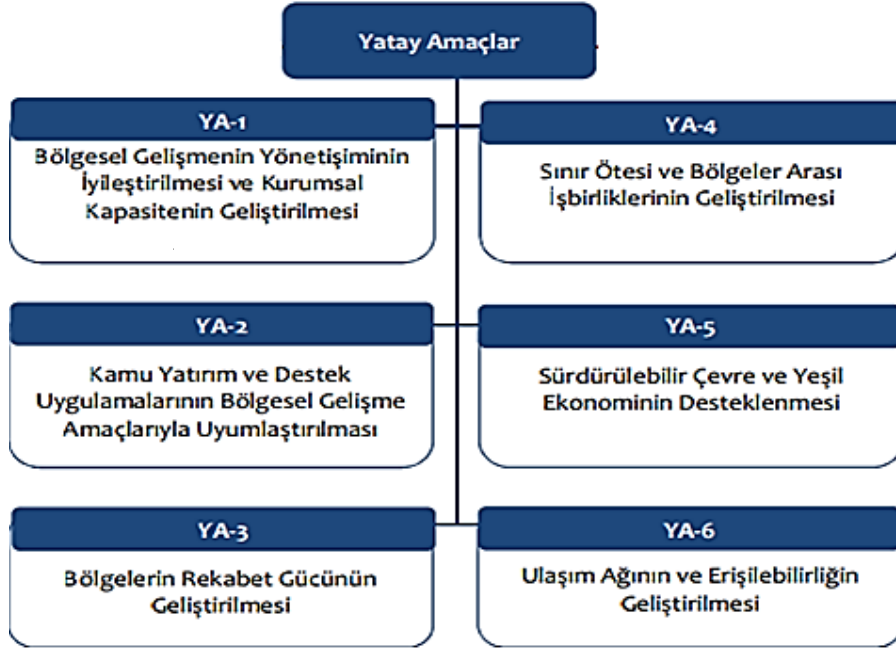 Yatay Amaçlar
YA-1
Bölgesel Gelişmenin Yönetişiminin
İyileştirilmesi ve Kurumsal
Kapasitenin Geliştirilmesi
YA-2
Kamu Yatırım ve Destek
Uygulamalarının Bölgesel Gelişme
Amaçlarıyla Uyumlaştırılması
YA-3
Bölgelerin Rekabet Gücünün
Geliştirilmesi
YA-4
Sınır Ötesi ve Bölgeler Arası
İşbirliklerinin Geliştirilmesi
YA-5
Sürdürülebilir Çevre ve Yeşil
Ekonominin Desteklenmesi
YA-6
Ulaşım Ağının ve Erişilebilirliğin
Geliştirilmesi